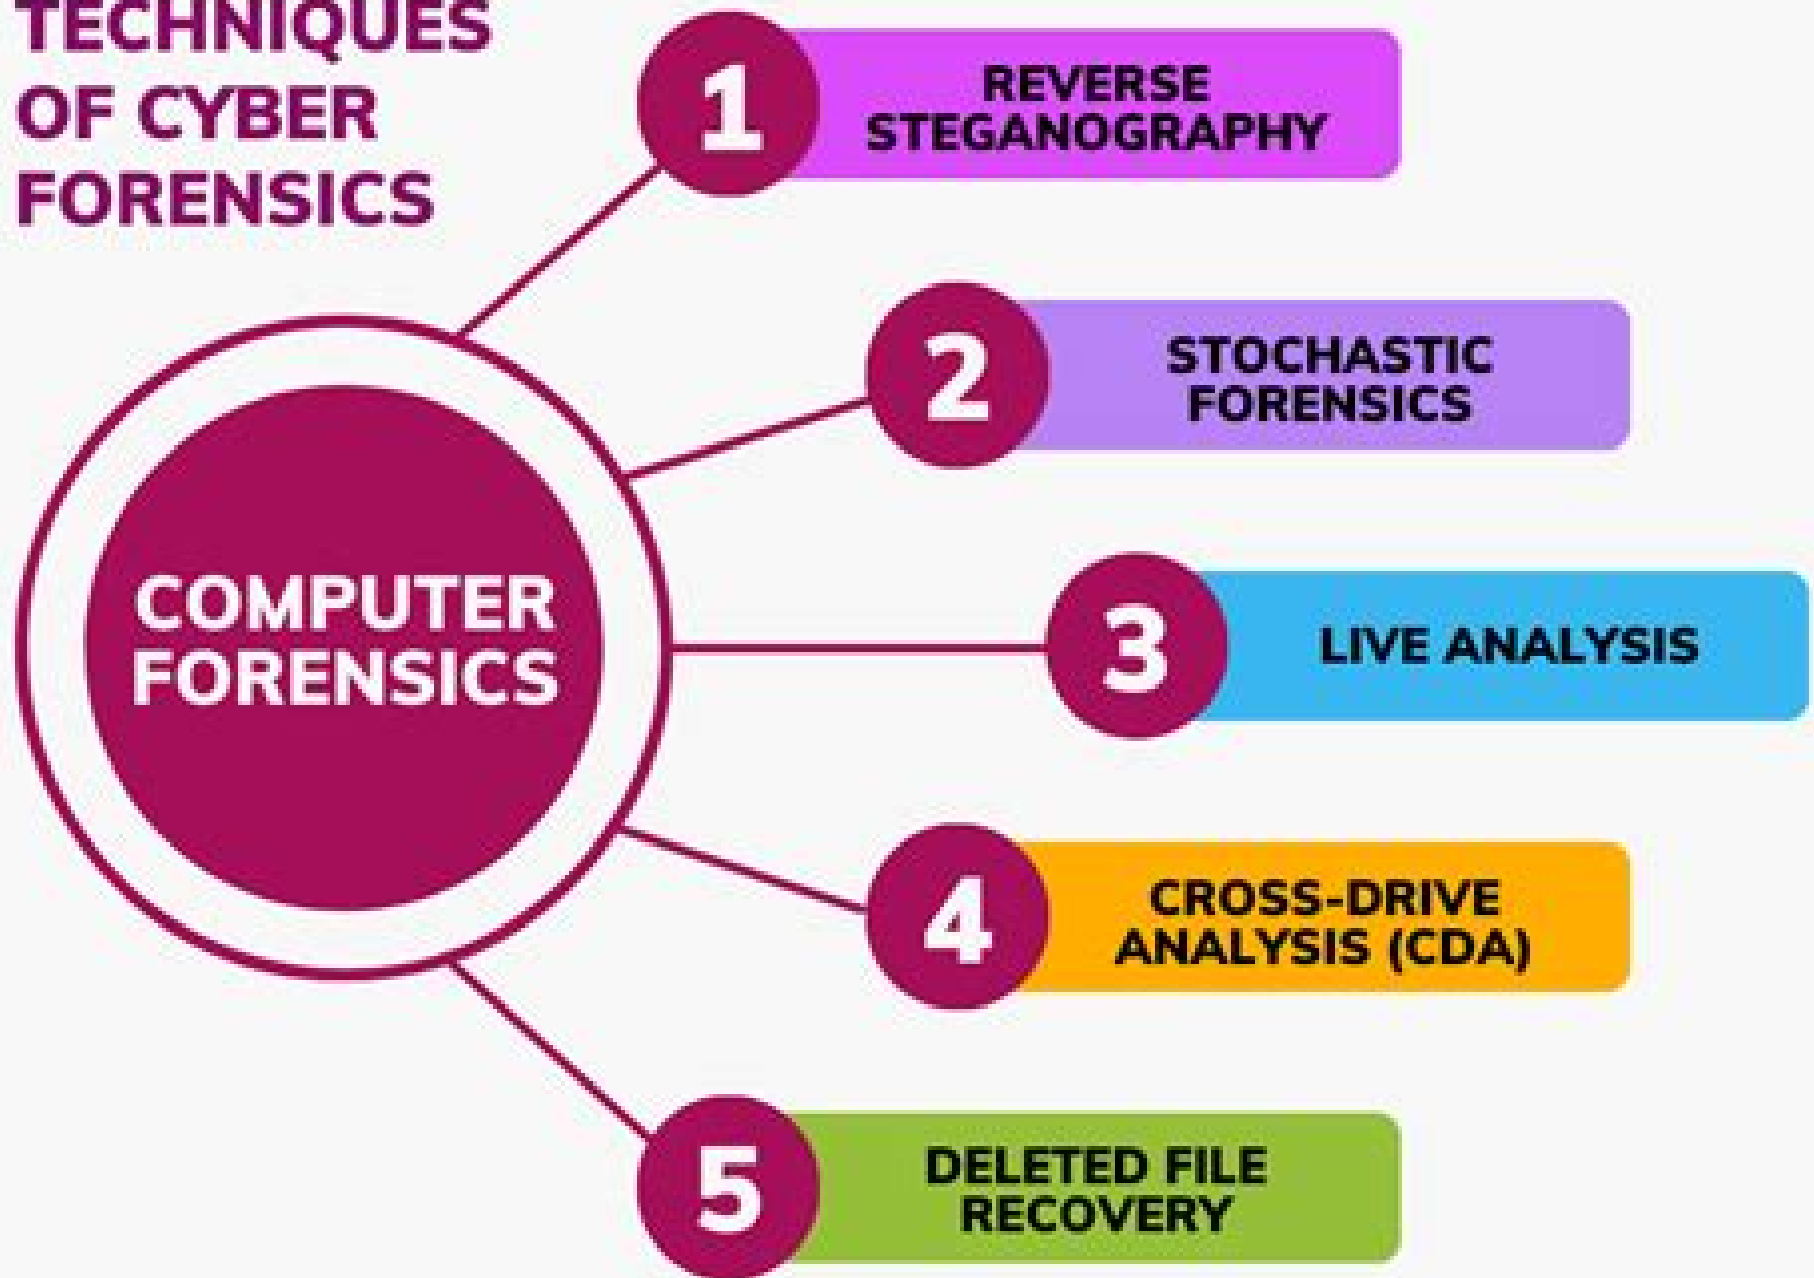 TECHNIQUES
OF CYBER
FORENSICS
COMPUTER
FORENSICS
1
REVERSE
STEGANOGRAPHY
2
STOCHASTIC
FORENSICS
3
LIVE ANALYSIS
4
CROSS-DRIVE
ANALYSIS (CDA)
5
DELETED FILE
RECOVERY